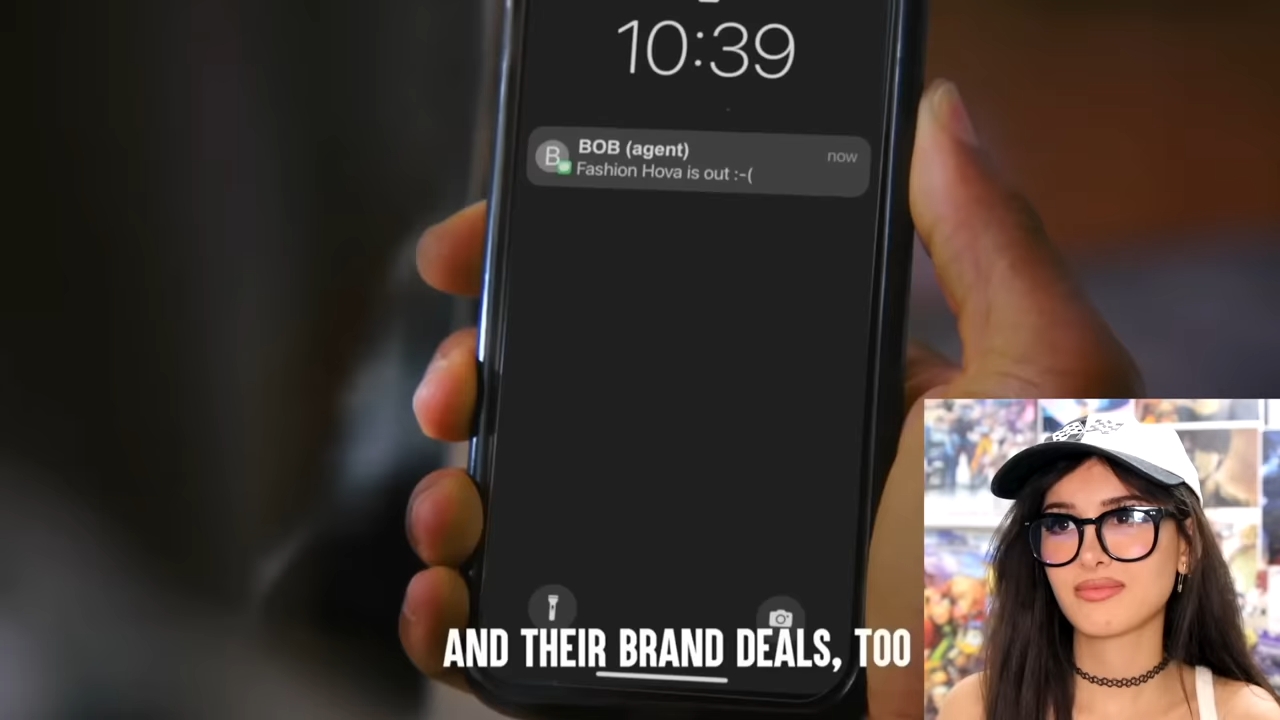 10:39
BOB (agent)
now
B
Fashion Hova is out :-(
AND THEIR BRAND DEALS, TOO